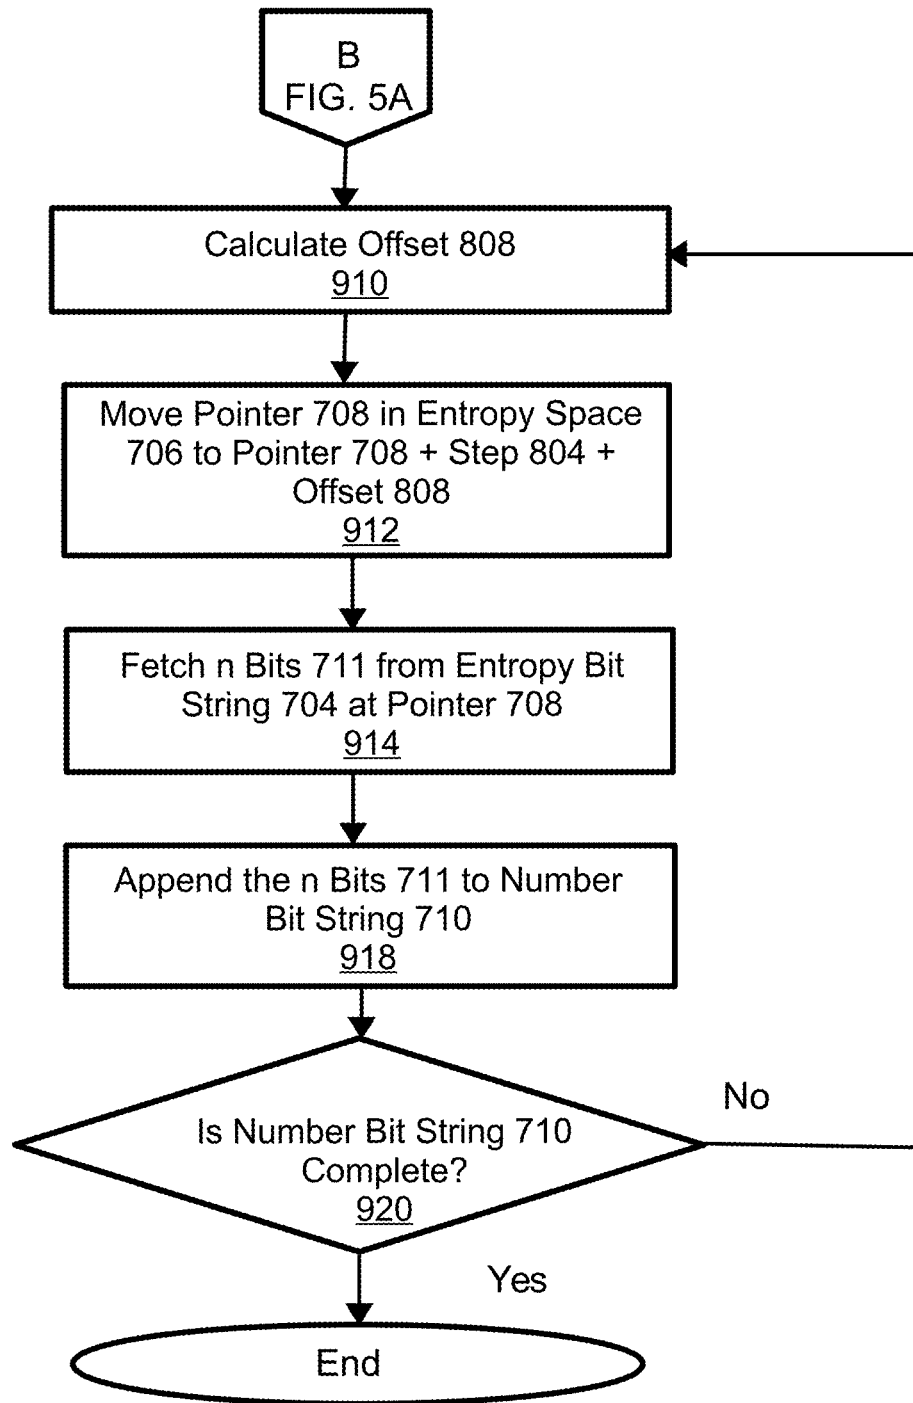 B
FIG. 5A
Calculate Offset 808
910
Move Pointer 708 in Entropy Space
706 to Pointer 708 + Step 804 +
Offset 808
912
Fetch n Bits 711 from Entropy Bit
String 704 at Pointer 708
914
Append the n Bits 711 to Number
Bit String 710
918
Is Number Bit String 710
Complete?
920
No
Yes
End